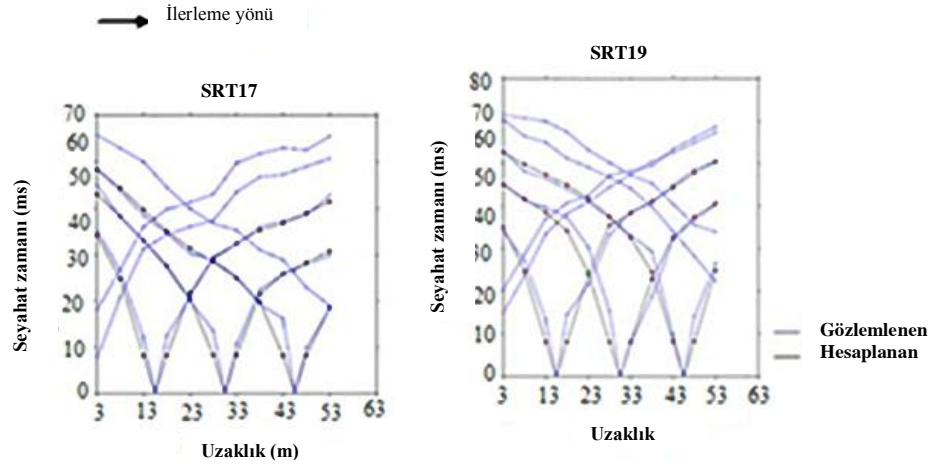 İlerleme yönü
SRT17
Seyahat zamanı (ms)
70
60
50
40
30
20
10
0
3 13 23 33 43 53 63
Uzaklık (m)
SRT19
Seyahat zamanı (ms)
80
70
60
50
40
30
20
10
0
3 13 23 33 43 53 63
Uzaklık
Gözlemlenen
Hesaplanan